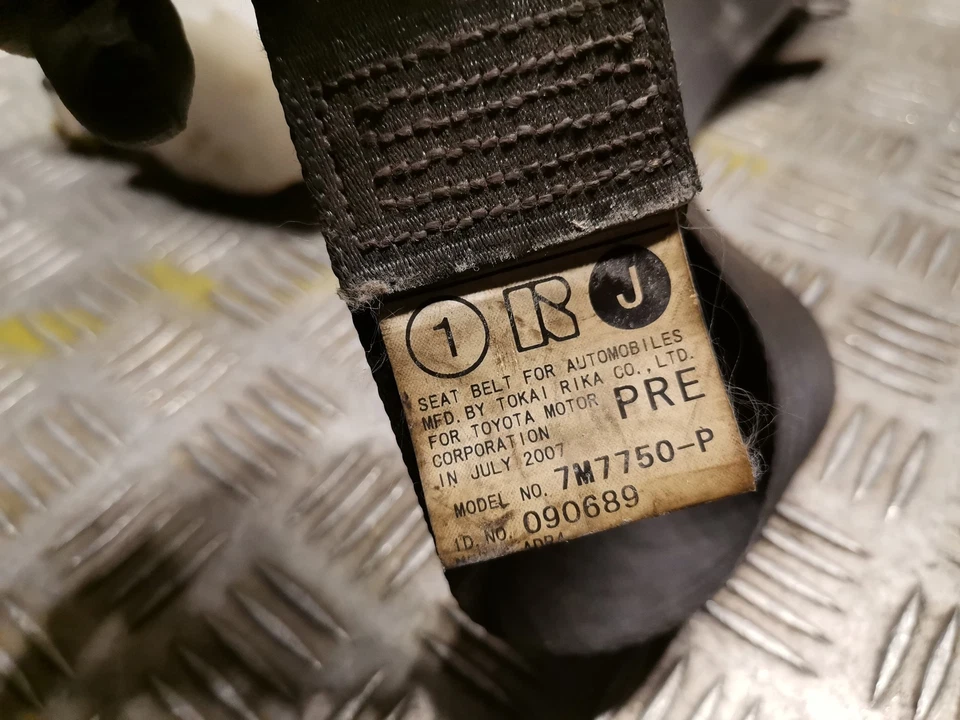 1 R J
SEAT BELT FOR AUTOMOBILES
MFD. BY TOKAI RIKA CO.,LTD.
FOR TOYOTA MOTOR PRE
CORPORATION
IN JULY 2007
MODEL NO. 7M7750-P
ID. NO. 090689
ADR4